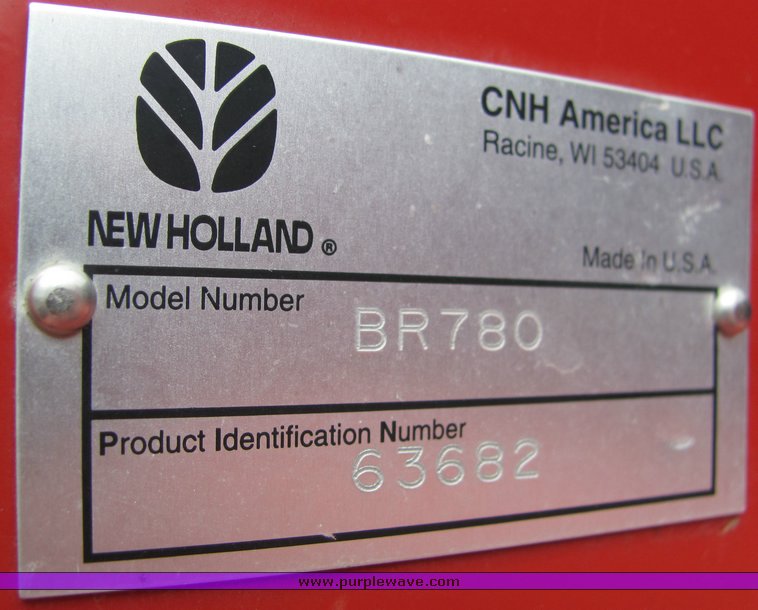 CNH America LLC
Racine, WI 53404 U.S.A.
NEW HOLLAND ®
Made In U.S.A.
Model Number
BR780
Product Identification Number
63682
www.purplewave.com